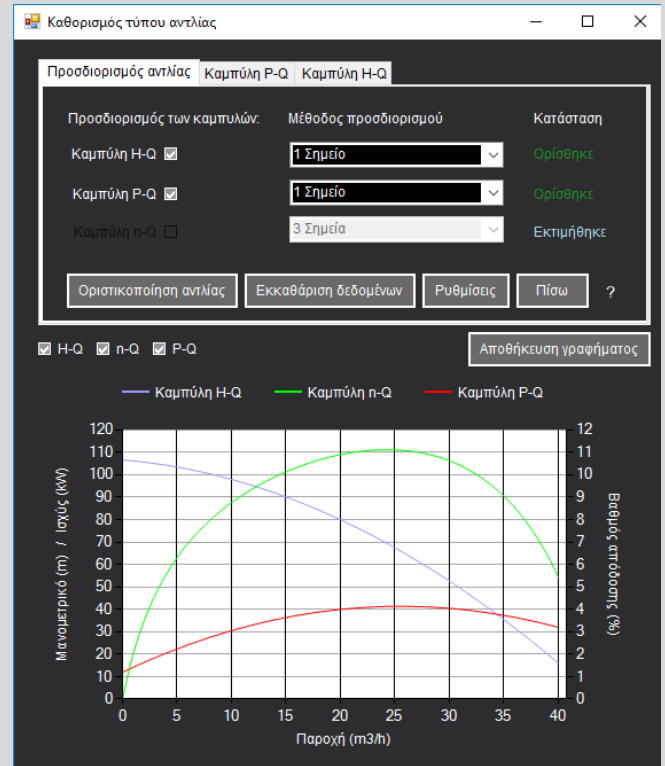 Καθορισμός τύπου αντλίας
Προσδιορισμός αντλίας Καμπύλη P-Q Καμπύλη H-Q
Προσδιορισμός των καμπυλών: Μέθοδος προσδιορισμού Κατάσταση
Καμπύλη H-Q 1 Σημείο Ορίσθηκε
Καμπύλη P-Q 1 Σημείο Ορίσθηκε
Καμπύλη n-Q 3 Σημεία Εκτιμήθηκε
Οριστικοποίηση αντλίας Εκκαθάριση δεδομένων Ρυθμίσεις Πίσω ?
H-Q n-Q P-Q Αποθήκευση γραφήματος
Καμπύλη H-Q Καμπύλη n-Q Καμπύλη P-Q
Μανομετρικό (m) / Ισχύς (kW)
120
110
100
90
80
70
60
50
40
30
20
10
0
12
11
10
9
8
7
6
5
4
3
2
1
0
Βαθμός απόδοσης (%)
0 5 10 15 20 25 30 35 40
Παροχή (m3/h)